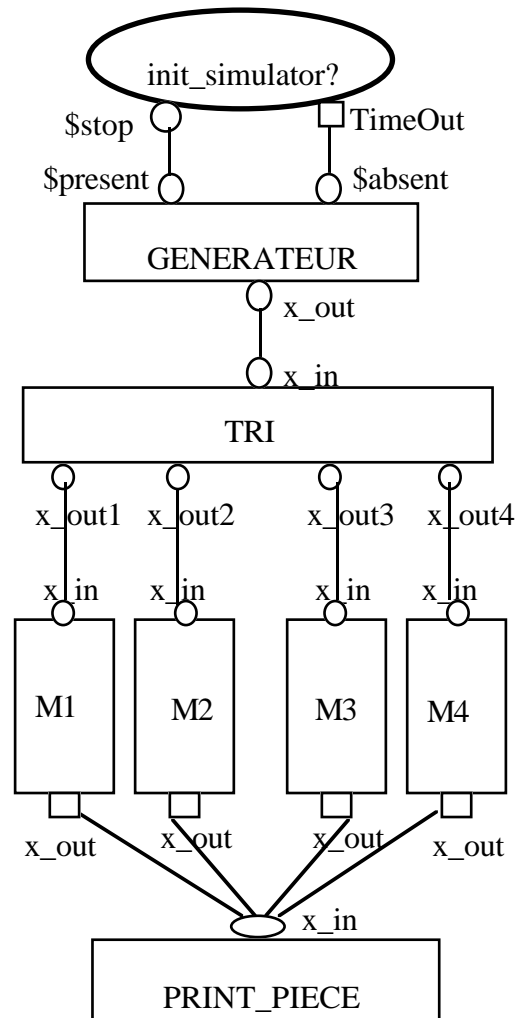 init_simulator?
$stop TimeOut
$present $absent
GENERATEUR
x_out
x_in
TRI
x_out1 x_out2 x_out3 x_out4
x_in x_in x_in x_in
M1 M2 M3 M4
x_out x_out x_out x_out
x_in
PRINT_PIECE